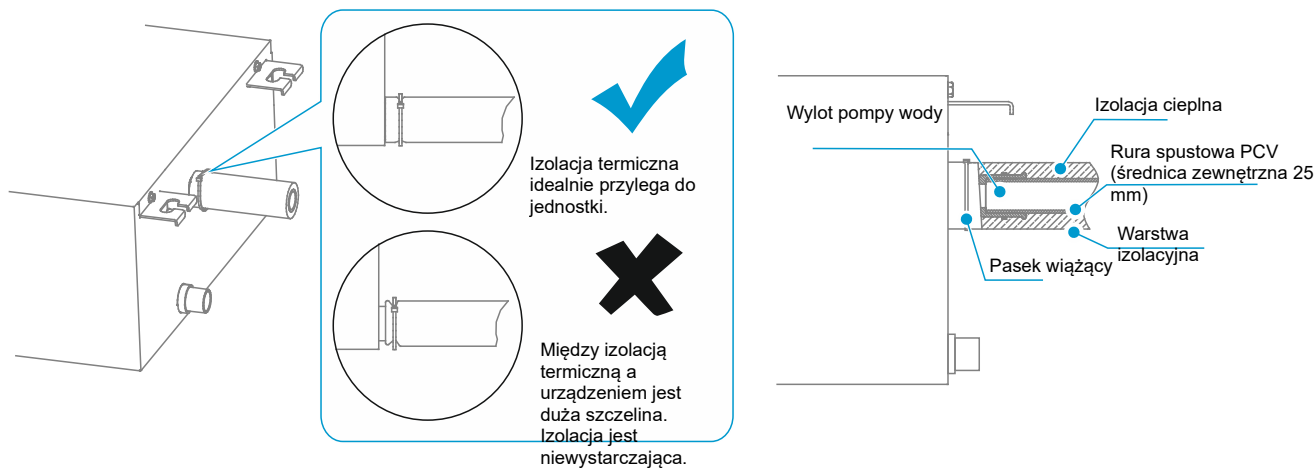 Izolacja termiczna
idealnie przylega do
jednostki.
Między izolacją
termiczną a
urządzeniem jest
duża szczelina.
Izolacja jest
niewystarczająca.
Wylot pompy wody
Izolacja cieplna
Rura spustowa PCV
(średnica zewnętrzna 25
mm)
Warstwa
izolacyjna
Pasek wiążący